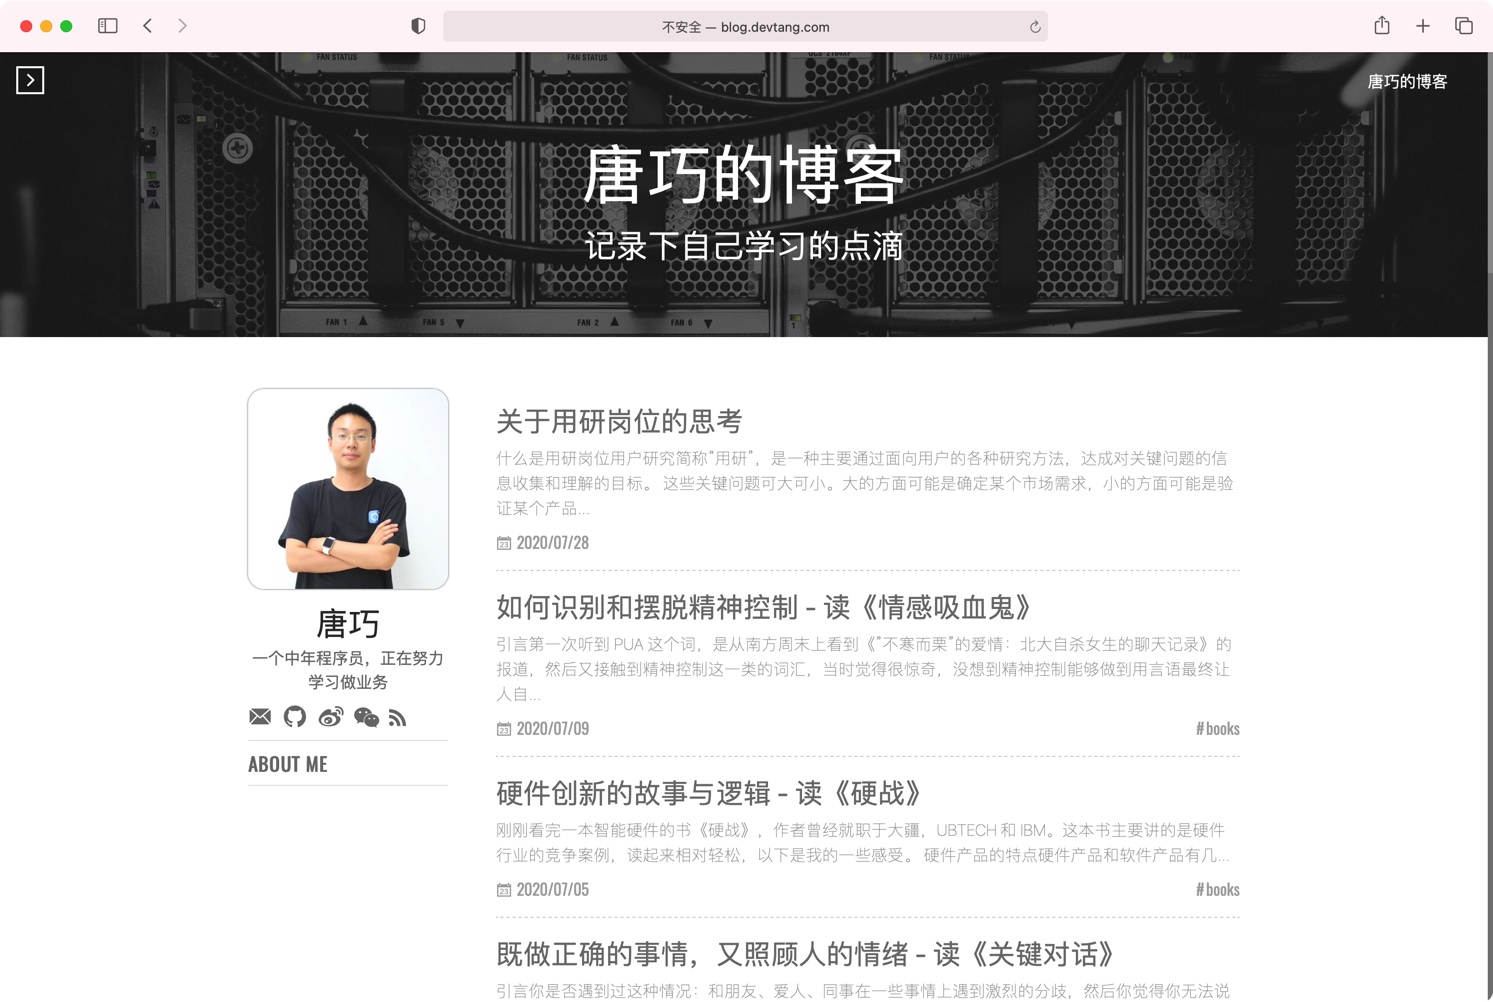 不安全 — blog.devtang.com
唐巧的博客
FAN STATUS
FAN STATUS
FAN STATUS
唐巧的博客
记录下自己学习的点滴
FAN 1 ▲ FAN 5 ▼ FAN 2 ▲ FAN 6 ▼
1
唐巧
一个中年程序员，正在努力
学习做业务
ABOUT ME
关于用研岗位的思考
什么是用研岗位用户研究简称“用研”，是一种主要通过面向用户的各种研究方法，达成对关键问题的信
息收集和理解的目标。 这些关键问题可大可小。大的方面可能是确定某个市场需求，小的方面可能是验
证某个产品...
23 2020/07/28
如何识别和摆脱精神控制 - 读《情感吸血鬼》
引言第一次听到 PUA 这个词，是从南方周末上看到《”不寒而栗”的爱情：北大自杀女生的聊天记录》的
报道，然后又接触到精神控制这一类的词汇，当时觉得很惊奇，没想到精神控制能够做到用言语最终让
人自...
23 2020/07/09 #books
硬件创新的故事与逻辑 - 读《硬战》
刚刚看完一本智能硬件的书《硬战》，作者曾经就职于大疆，UBTECH 和 IBM。这本书主要讲的是硬件
行业的竞争案例，读起来相对轻松，以下是我的一些感受。 硬件产品的特点硬件产品和软件产品有几...
23 2020/07/05 #books
既做正确的事情，又照顾人的情绪 - 读《关键对话》
引言你是否遇到过这种情况：和朋友、爱人、同事在一些事情上遇到激烈的分歧，然后你觉得你无法说